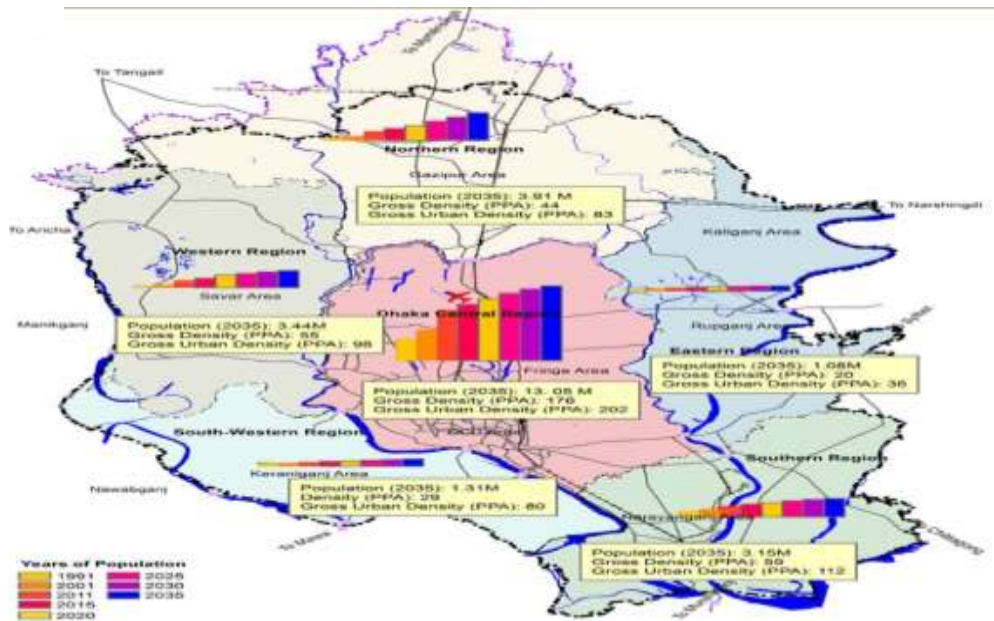 To Tangail
Northern Region
Gazipur Area
Population (2035): 3.91 M
Gross Density (PPA): 44
Gross Urban Density (PPA): 83
To Narshingdi
To Aricha
Kaliganj Area
Western Region
Savar Area
Manikganj
Population (2035): 3.44M
Gross Density (PPA): 55
Gross Urban Density (PPA): 98
Dhaka Central Region
Rupganj Area
Eastern Region
Fringe Area
Population (2035): 1.08M
Gross Density (PPA): 20
Gross Urban Density (PPA): 36
Population (2035): 13. 05 M
Gross Density (PPA): 176
Gross Urban Density (PPA): 202
South-Western Region
Southern Region
Keraniganj Area
Nawabganj
Population (2035): 1.31M
Density (PPA): 29
Gross Urban Density (PPA): 80
Narayanganj
To Mawa
Population (2035): 3.15M
Gross Density (PPA): 59
Gross Urban Density (PPA): 112
Years of Population
1991
2001
2011
2015
2020
2025
2030
2035